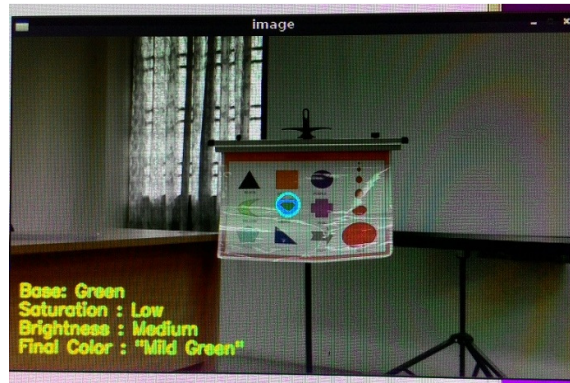 image
Base: Green
Saturation : Low
Brightness : Medium
Final Color : "Mild Green"